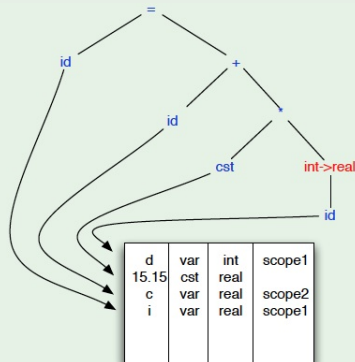 =
id
+
id
*
cst
int->real
id
d var int scope1
15.15 cst real
c var real scope2
i var real scope1